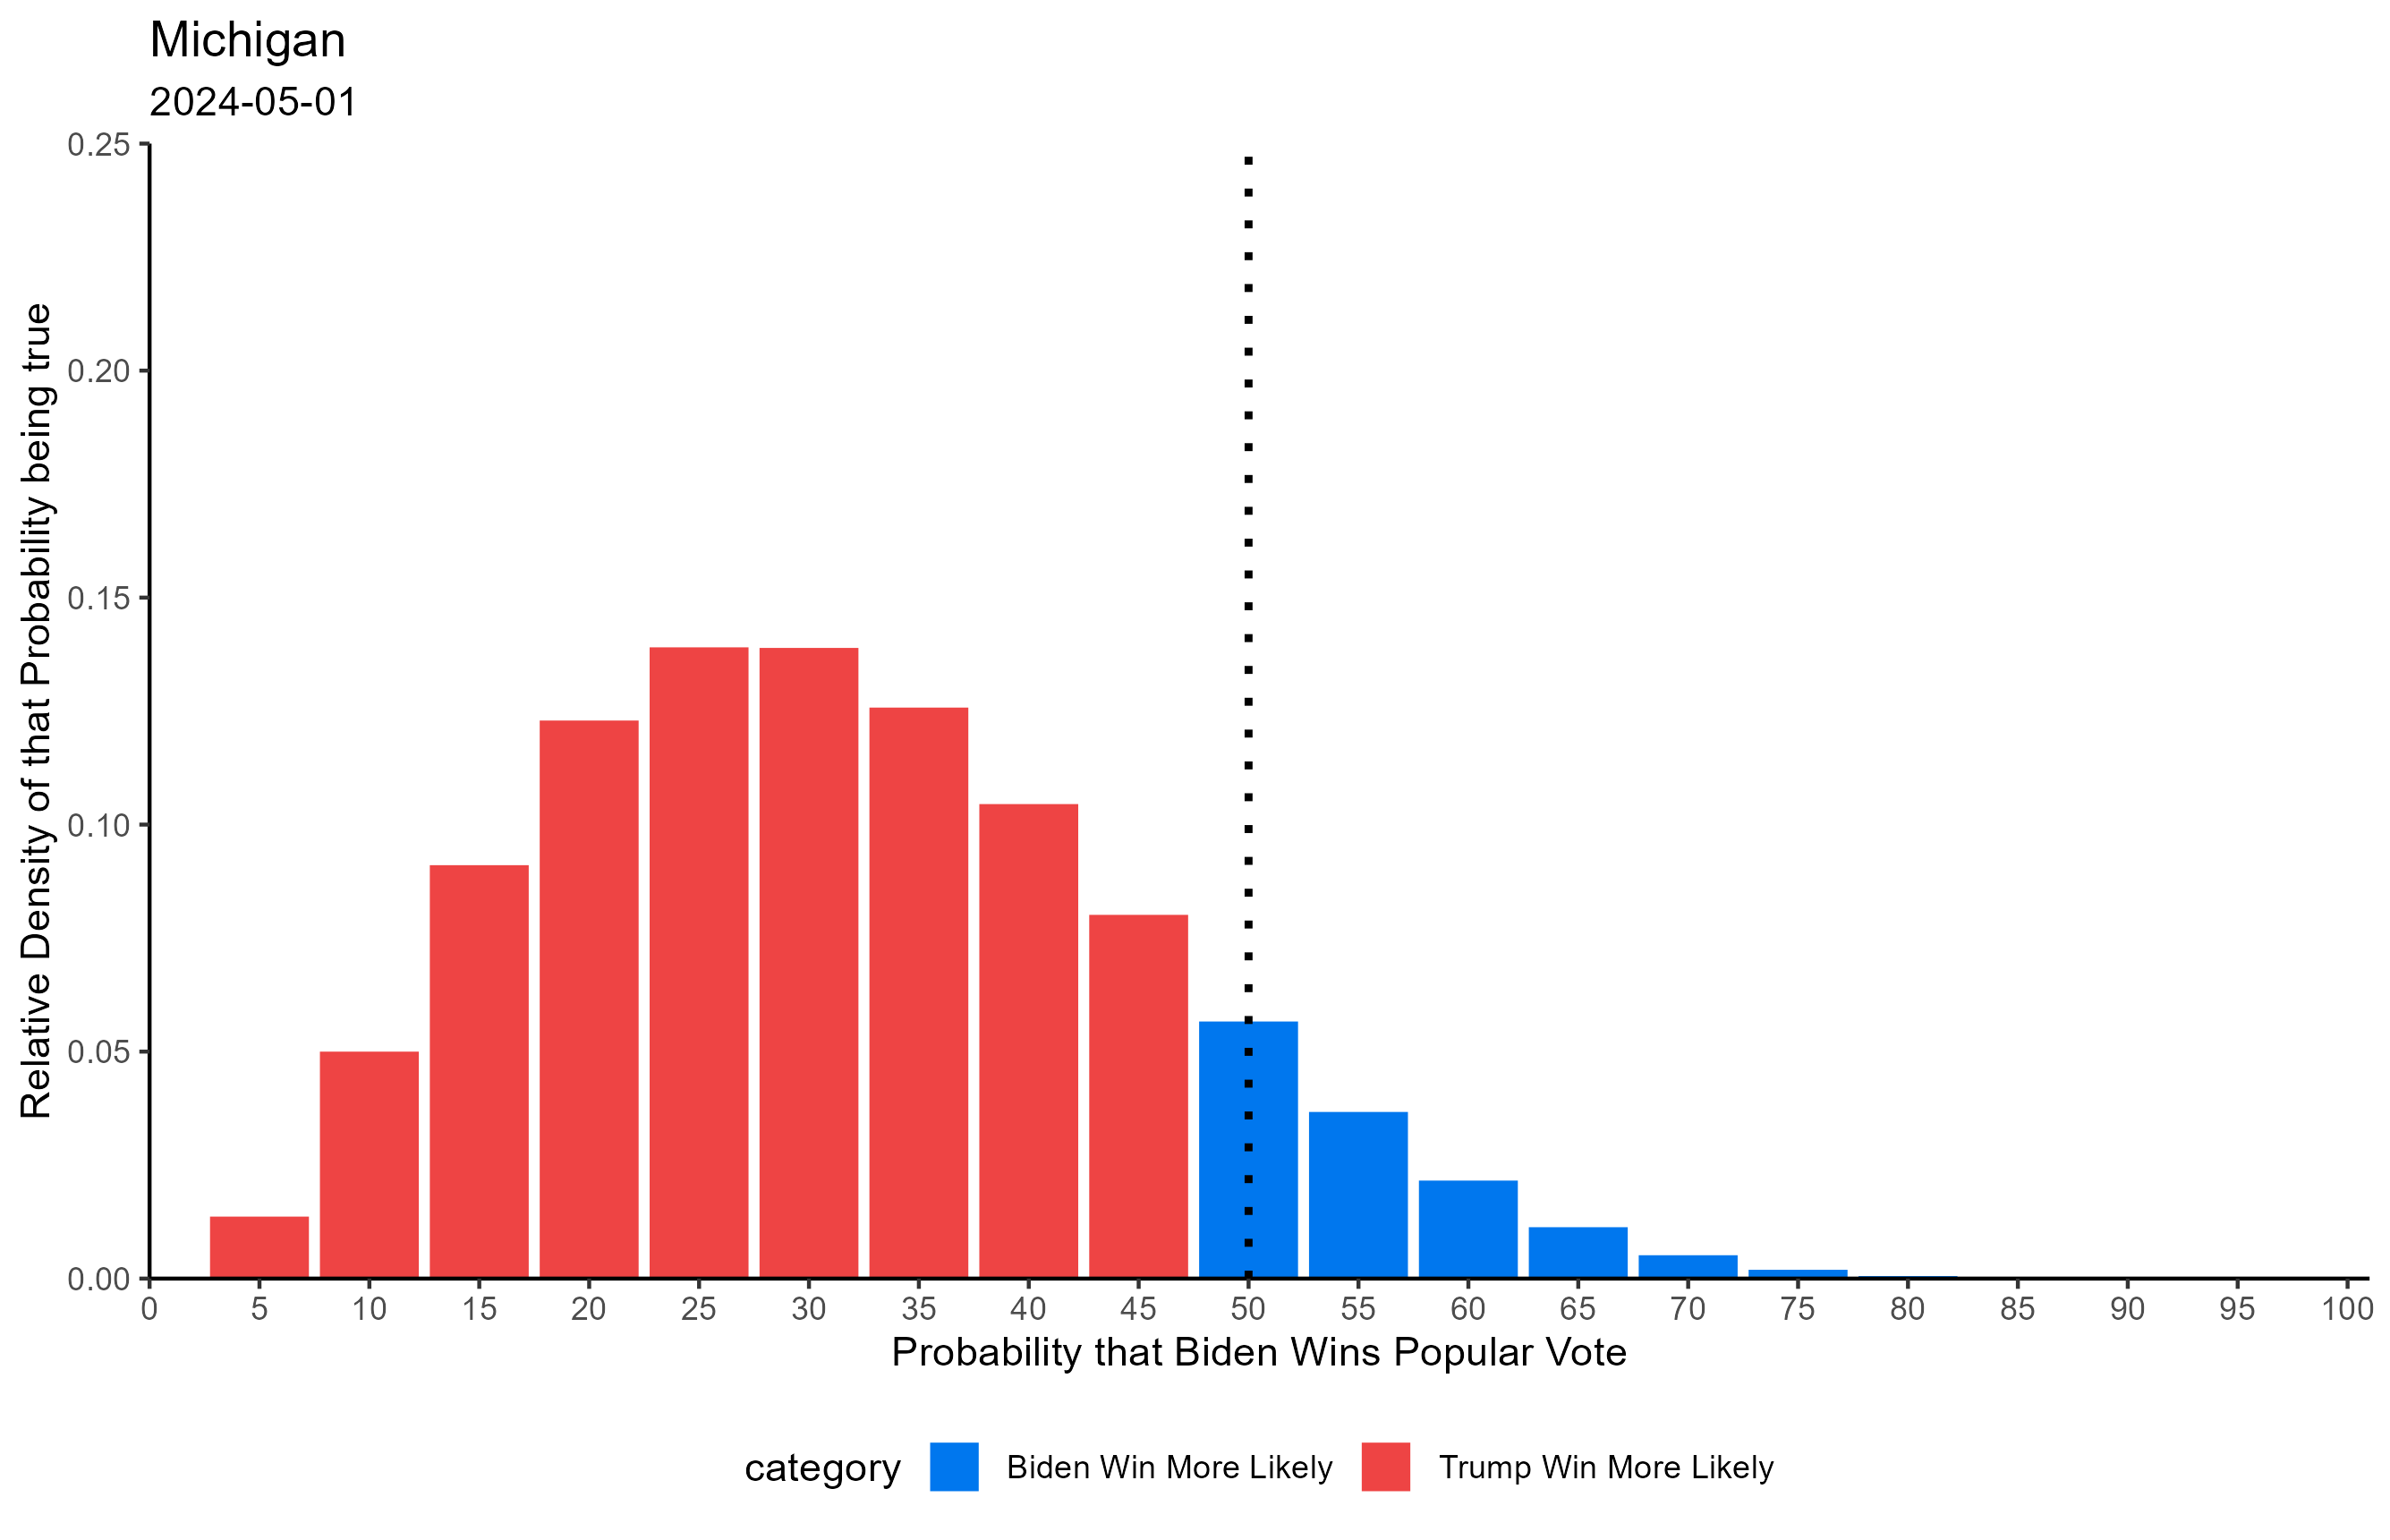 Michigan
2024-05-01
Relative Density of that Probability being true
0.25
0.20
0.15
0.10
0.05
0.00
0 5 10 15 20 25 30 35 40 45 50 55 60 65 70 75 80 85 90 95 100
Probability that Biden Wins Popular Vote
category Biden Win More Likely Trump Win More Likely